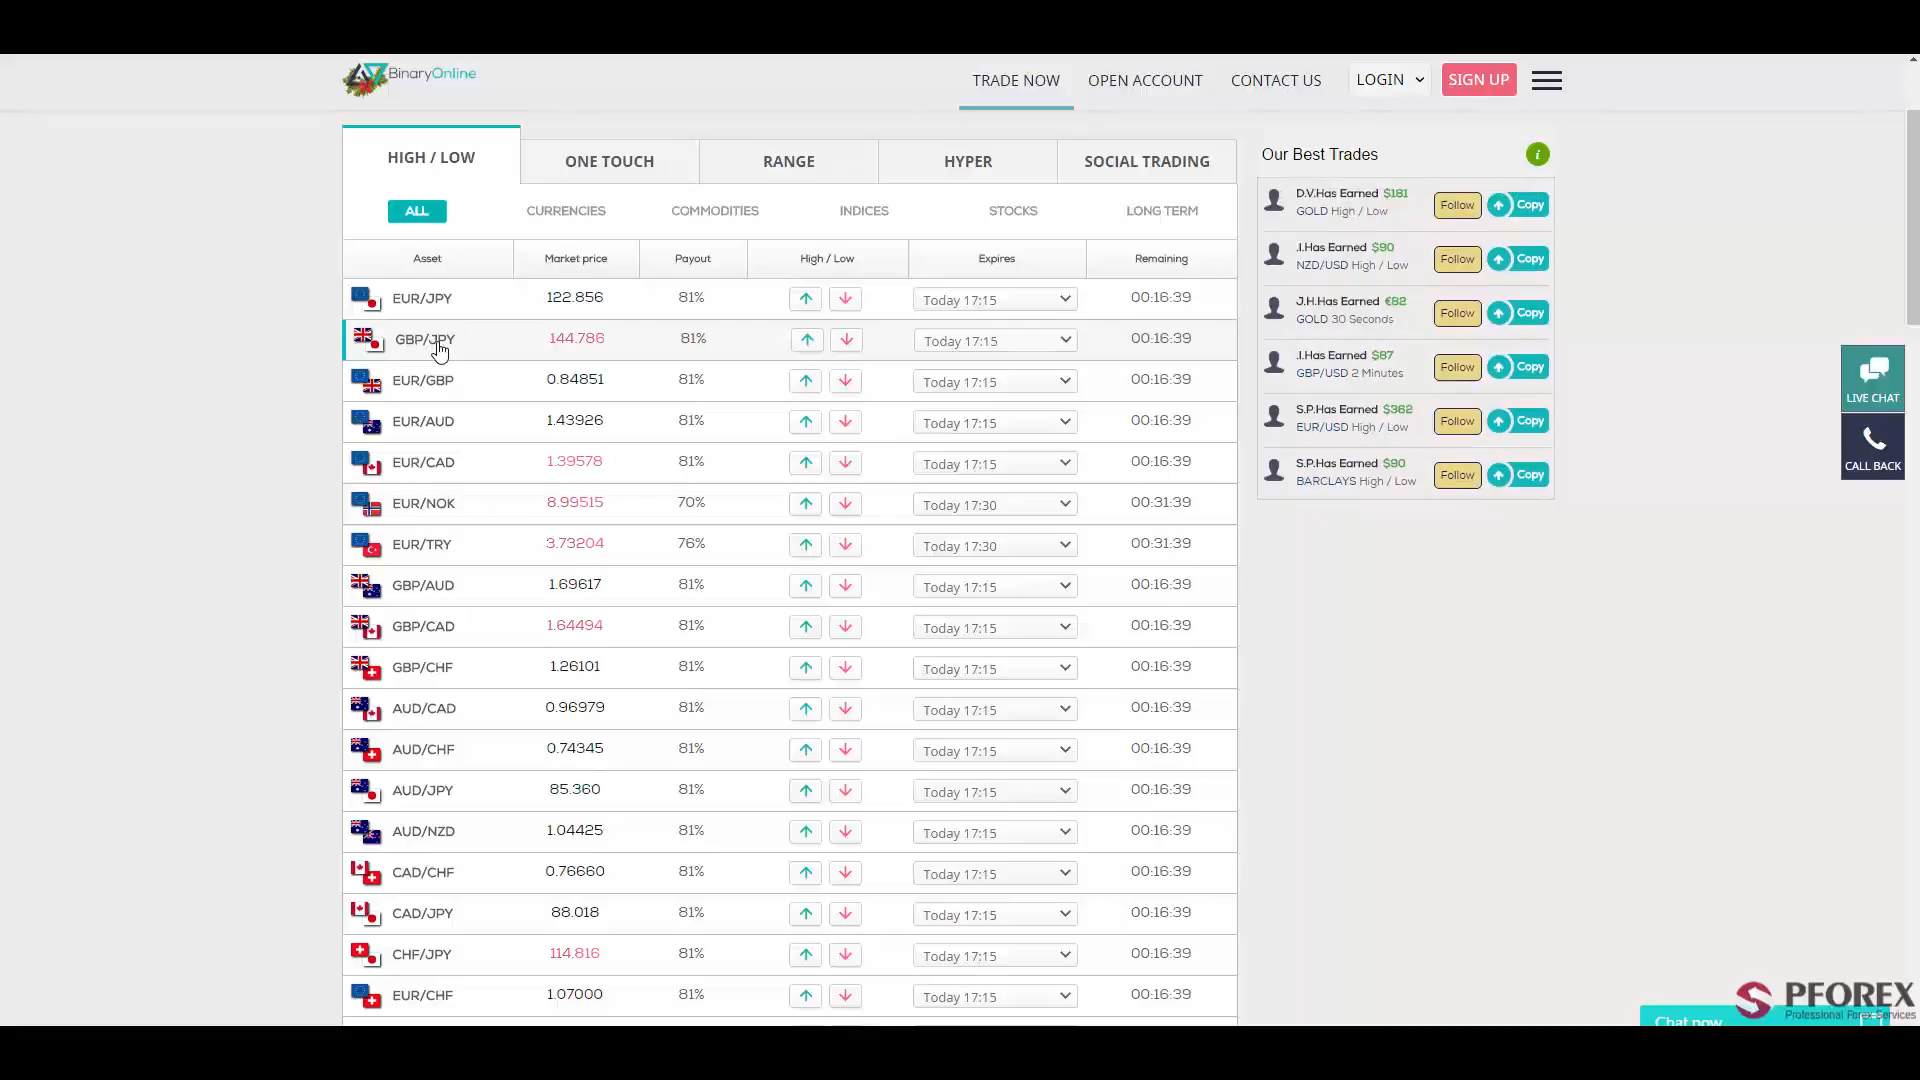 BinaryOnline
TRADE NOW OPEN ACCOUNT CONTACT US LOGIN SIGN UP
HIGH / LOW ONE TOUCH RANGE HYPER SOCIAL TRADING
ALL CURRENCIES COMMODITIES INDICES STOCKS LONG TERM
Asset Market price Payout High / Low Expires Remaining
EUR/JPY 122.856 81% Today 17:15 00:16:39
GBP/JPY 144.786 81% Today 17:15 00:16:39
EUR/GBP 0.84851 81% Today 17:15 00:16:39
EUR/AUD 1.43926 81% Today 17:15 00:16:39
EUR/CAD 1.39578 81% Today 17:15 00:16:39
EUR/NOK 8.99515 70% Today 17:30 00:31:39
EUR/TRY 3.73204 76% Today 17:30 00:31:39
GBP/AUD 1.69617 81% Today 17:15 00:16:39
GBP/CAD 1.64494 81% Today 17:15 00:16:39
GBP/CHF 1.26101 81% Today 17:15 00:16:39
AUD/CAD 0.96979 81% Today 17:15 00:16:39
AUD/CHF 0.74345 81% Today 17:15 00:16:39
AUD/JPY 85.360 81% Today 17:15 00:16:39
AUD/NZD 1.04425 81% Today 17:15 00:16:39
CAD/CHF 0.76660 81% Today 17:15 00:16:39
CAD/JPY 88.018 81% Today 17:15 00:16:39
CHF/JPY 114.816 81% Today 17:15 00:16:39
EUR/CHF 1.07000 81% Today 17:15 00:16:39
Our Best Trades i
D.V.Has Earned $181
GOLD High / Low Follow Copy
.I.Has Earned $90
NZD/USD High / Low Follow Copy
J.H.Has Earned €82
GOLD 30 Seconds Follow Copy
.I.Has Earned $87
GBP/USD 2 Minutes Follow Copy
S.P.Has Earned $362
EUR/USD High / Low Follow Copy
S.P.Has Earned $90
BARCLAYS High / Low Follow Copy
LIVE CHAT
CALL BACK
Chat now
PFOREX
Professional Forex Services